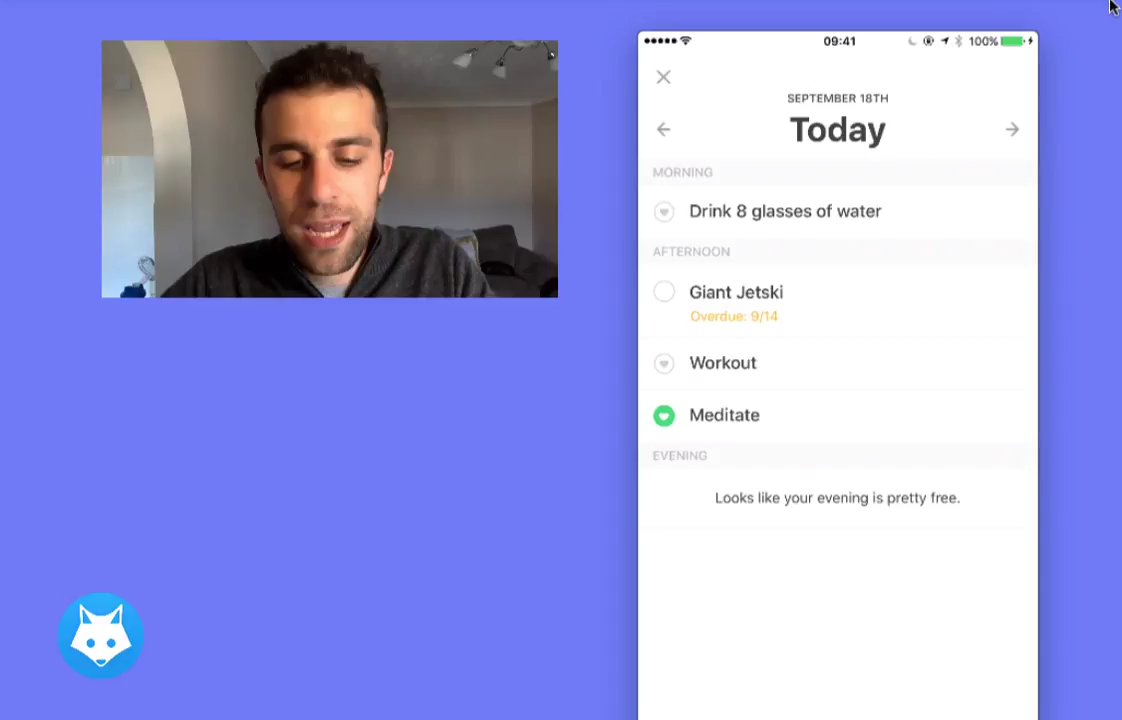 09:41
100%
SEPTEMBER 18TH
Today
MORNING
Drink 8 glasses of water
AFTERNOON
Giant Jetski
Overdue: 9/14
Workout
Meditate
EVENING
Looks like your evening is pretty free.